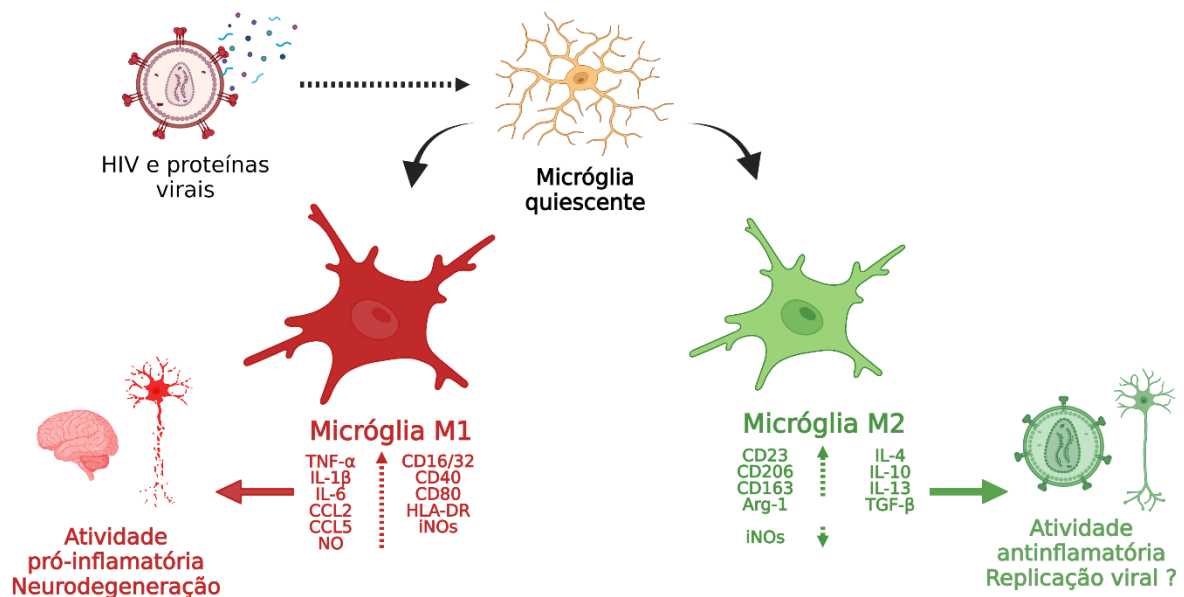 HIV e proteínas
virais
Micróglia
quiescente
Micróglia M1
TNF-α
IL-1β
IL-6
CCL2
CCL5
NO
CD16/32
CD40
CD80
HLA-DR
iNOs
Atividade
pró-inflamatória
Neurodegeneração
Micróglia M2
CD23
CD206
CD163
Arg-1
iNOs
IL-4
IL-10
IL-13
TGF-β
Atividade
antinflamatória
Replicação viral ?